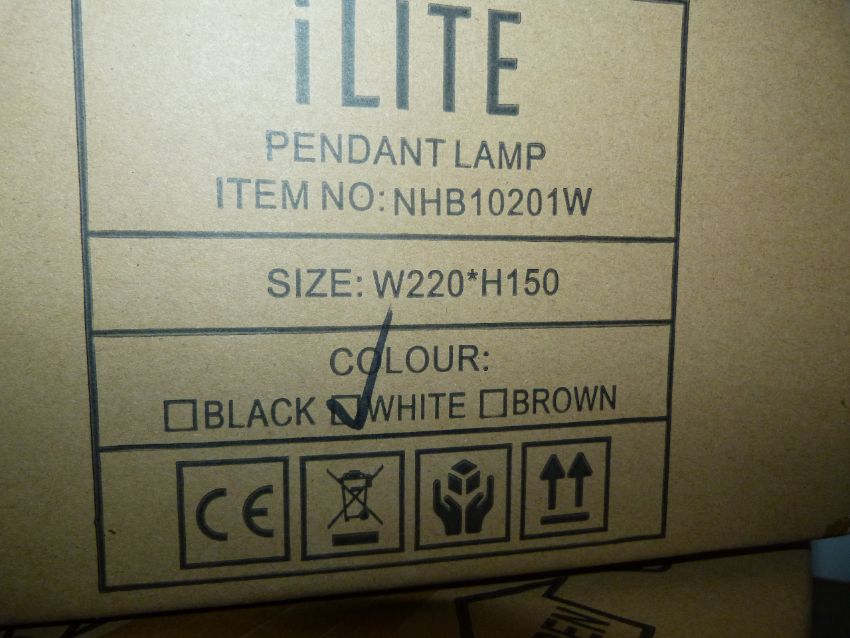 iLITE
PENDANT LAMP
ITEM NO: NHB10201W
SIZE: W220*H150
COLOUR:
BLACK WHITE BROWN
CE